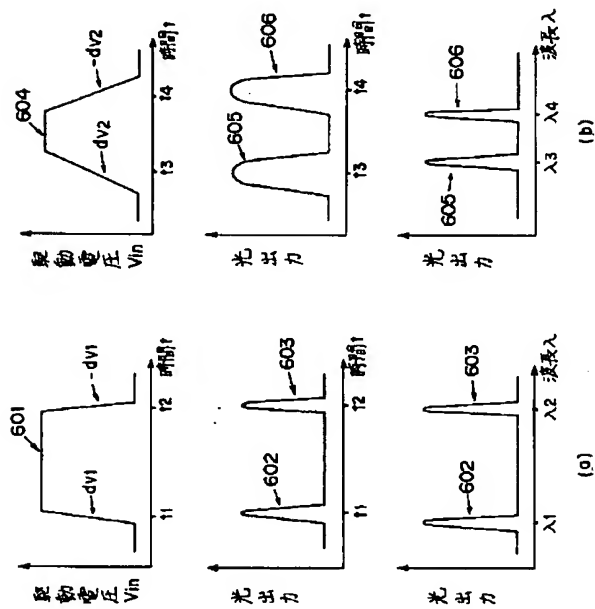 駆動電圧 Vin
601
dv1
-dv1
t1
t2
時間t
光出力
602
603
t1
t2
時間t
光出力
602
603
λ1
λ2
波長λ
(a)
駆動電圧 Vin
604
dv2
-dv2
t3
t4
時間t
光出力
605
606
t3
t4
時間t
光出力
605
606
λ3
λ4
波長λ
(b)